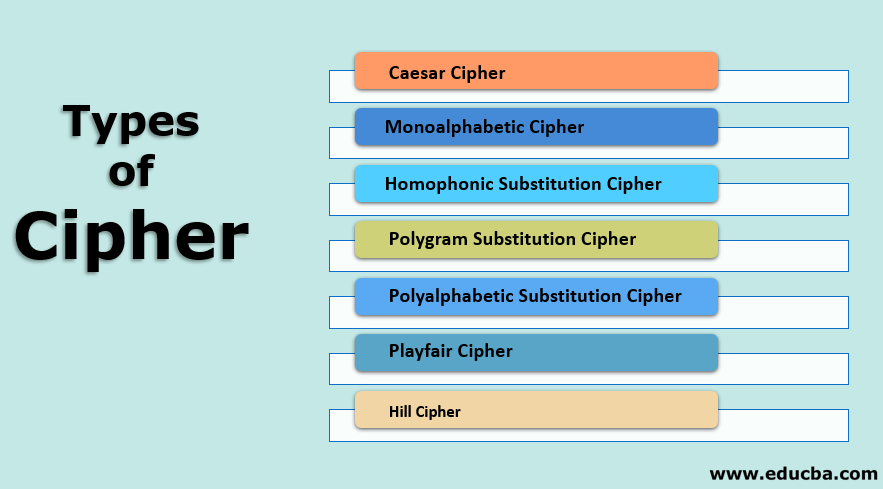 Types
of
Cipher
Caesar Cipher
Monoalphabetic Cipher
Homophonic Substitution Cipher
Polygram Substitution Cipher
Polyalphabetic Substitution Cipher
Playfair Cipher
Hill Cipher
www.educba.com